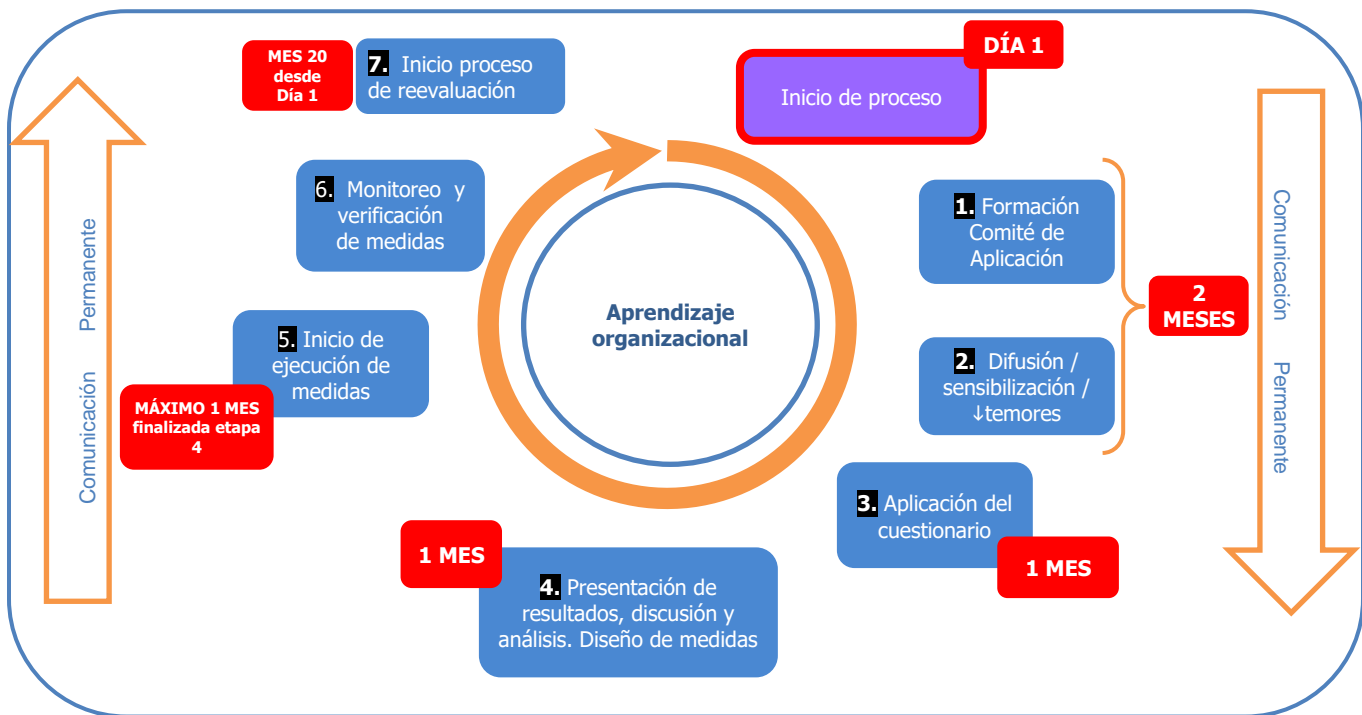 DÍA 1
Inicio de proceso
1. Formación
Comité de
Aplicación
2. Difusión /
sensibilización /
↓temores
2
MESES
3. Aplicación del
cuestionario
1 MES
4. Presentación de
resultados, discusión y
análisis. Diseño de medidas
1 MES
5. Inicio de
ejecución de
medidas
MÁXIMO 1 MES
finalizada etapa
4
6. Monitoreo y
verificación
de medidas
7. Inicio proceso
de reevaluación
MES 20
desde
Día 1
Aprendizaje
organizacional
Comunicación Permanente
Comunicación Permanente